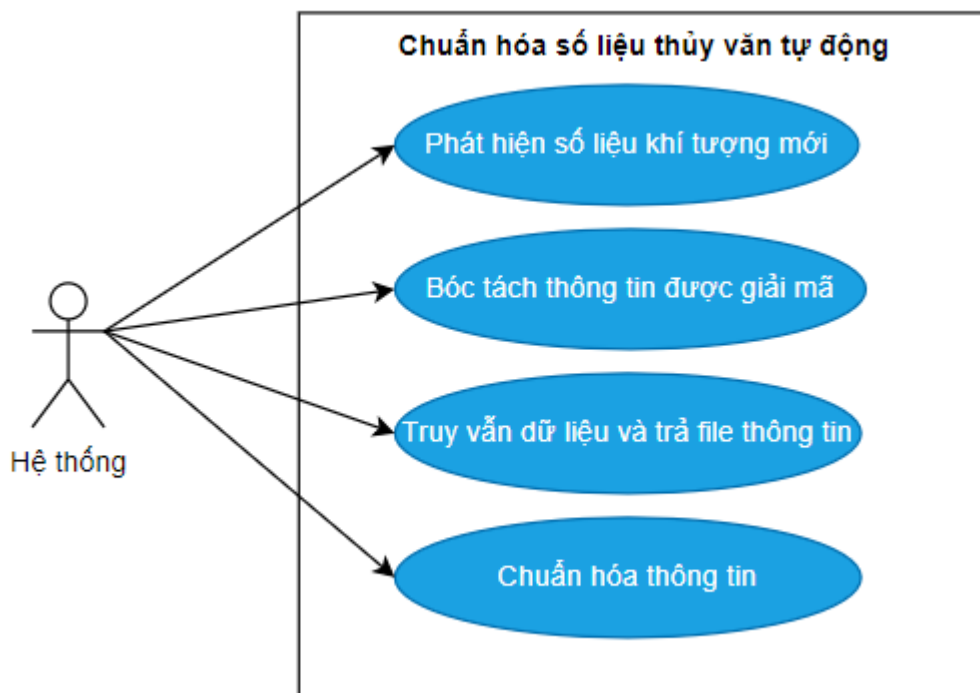 Chuẩn hóa số liệu thủy văn tự động
Phát hiện số liệu khí tượng mới
Bóc tách thông tin được giải mã
Truy vẫn dữ liệu và trả file thông tin
Hệ thống
Chuẩn hóa thông tin